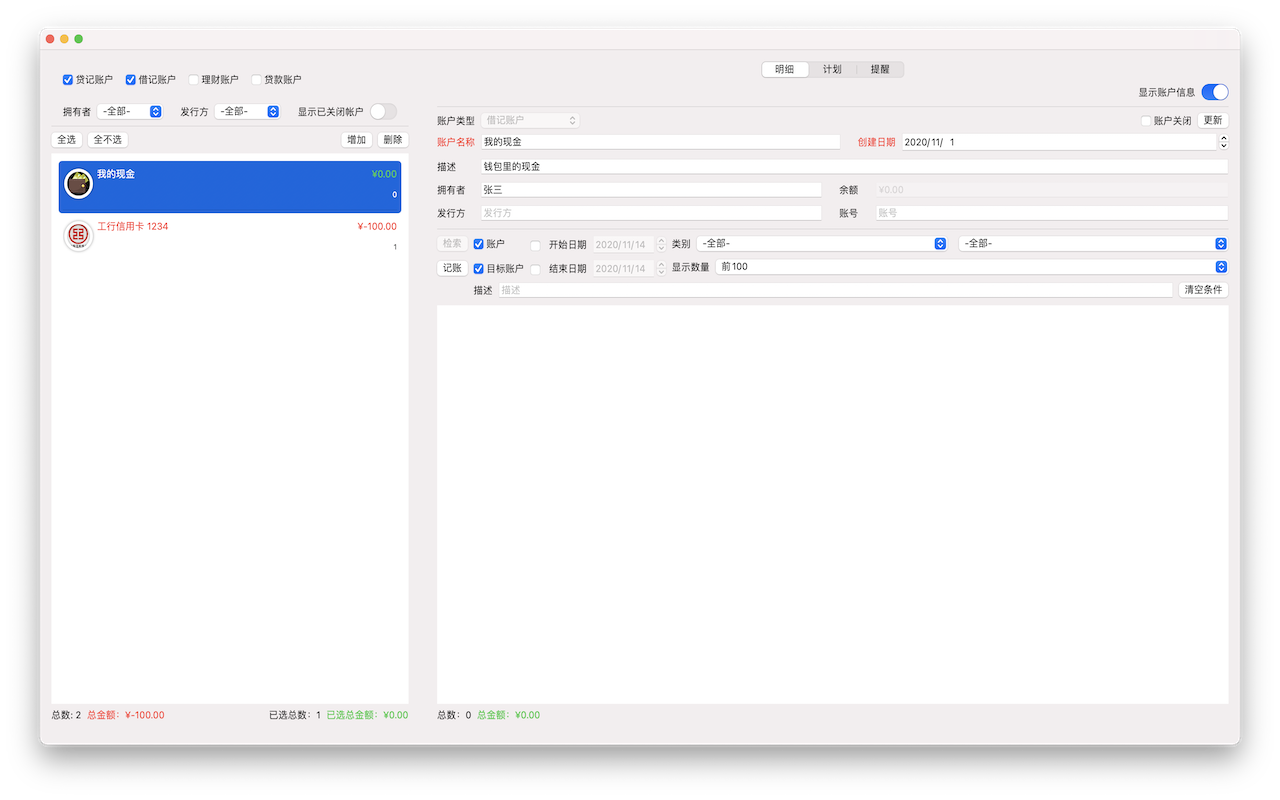 明细 计划 提醒
贷记账户 借记账户 理财账户 贷款账户
显示账户信息
拥有者 -全部- 发行方 -全部- 显示已关闭帐户
全选 全不选 增加 删除
我的现金 ¥0.00
0
工行信用卡 1234 ¥-100.00
1
总数: 2 总金额: ¥-100.00 已选总数: 1 已选总金额: ¥0.00
账户类型 借记账户 账户关闭 更新
账户名称 我的现金 创建日期 2020/11/ 1
描述 钱包里的现金
拥有者 张三 余额 ¥0.00
发行方 发行方 账号 账号
检索 账户 开始日期 2020/11/14 类别 -全部- -全部-
记账 目标账户 结束日期 2020/11/14 显示数量 前100
描述 描述 清空条件
总数: 0 总金额: ¥0.00